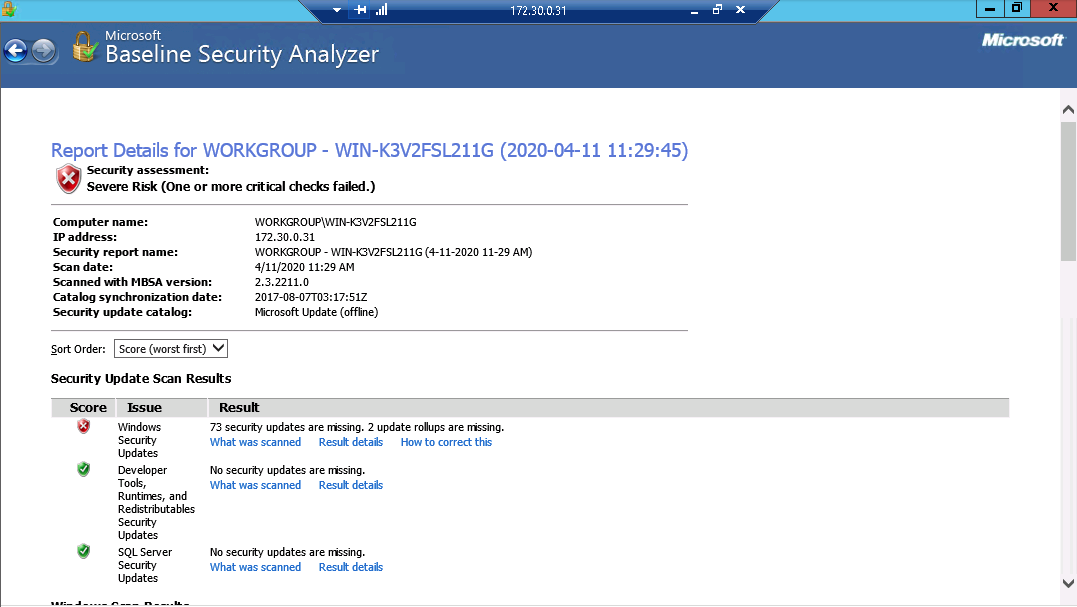 172.30.0.31
Microsoft
Baseline Security Analyzer
Microsoft
Report Details for WORKGROUP - WIN-K3V2FSL211G (2020-04-11 11:29:45)
Security assessment:
Severe Risk (One or more critical checks failed.)
Computer name: WORKGROUP\WIN-K3V2FSL211G
IP address: 172.30.0.31
Security report name: WORKGROUP - WIN-K3V2FSL211G (4-11-2020 11-29 AM)
Scan date: 4/11/2020 11:29 AM
Scanned with MBSA version: 2.3.2211.0
Catalog synchronization date: 2017-08-07T03:17:51Z
Security update catalog: Microsoft Update (offline)
Sort Order: Score (worst first)
Security Update Scan Results
Score Issue Result
Windows
Security
Updates
73 security updates are missing. 2 update rollups are missing.
What was scanned Result details How to correct this
Developer
Tools,
Runtimes, and
Redistributables
Security
Updates
No security updates are missing.
What was scanned Result details
SQL Server
Security
Updates
No security updates are missing.
What was scanned Result details
Windows Scan Results